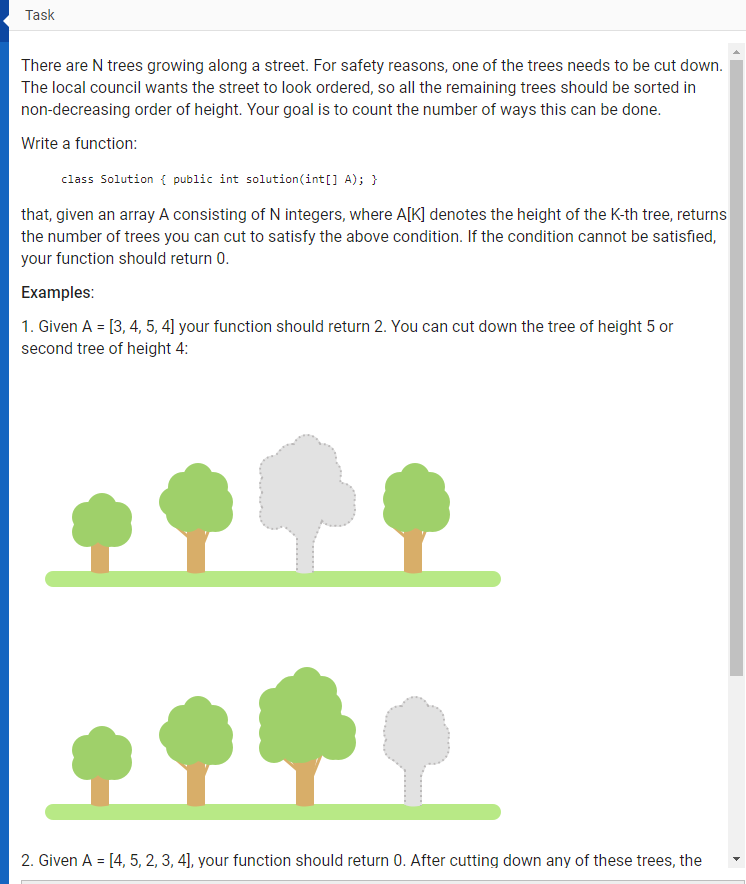 Task
There are N trees growing along a street. For safety reasons, one of the trees needs to be cut down.
The local council wants the street to look ordered, so all the remaining trees should be sorted in
non-decreasing order of height. Your goal is to count the number of ways this can be done.
Write a function:
class Solution { public int solution(int[] A); }
that, given an array A consisting of N integers, where A[K] denotes the height of the K-th tree, returns
the number of trees you can cut to satisfy the above condition. If the condition cannot be satisfied,
your function should return 0.
Examples:
1. Given A = [3, 4, 5, 4] your function should return 2. You can cut down the tree of height 5 or
second tree of height 4:
2. Given A = [4, 5, 2, 3, 4], your function should return 0. After cutting down any of these trees, the